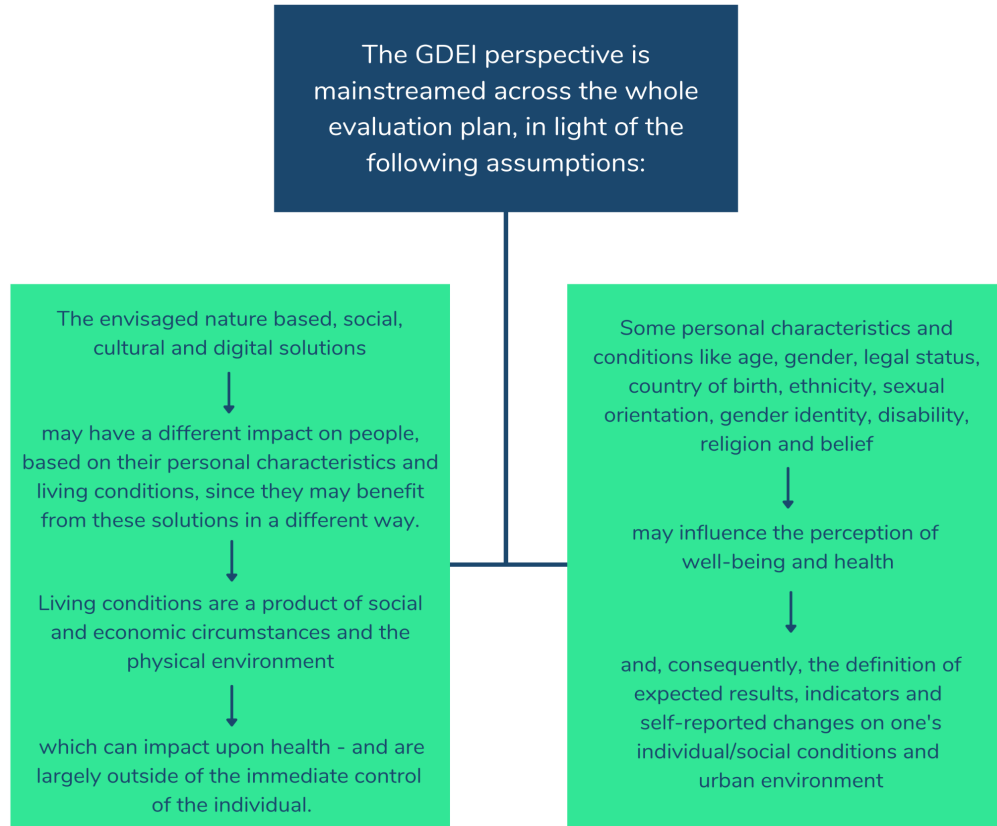 The GDEI perspective is
mainstreamed across the whole
evaluation plan, in light of the
following assumptions:
The envisaged nature based, social,
cultural and digital solutions
may have a different impact on people,
based on their personal characteristics and
living conditions, since they may benefit
from these solutions in a different way.
Living conditions are a product of social
and economic circumstances and the
physical environment
which can impact upon health - and are
largely outside of the immediate control
of the individual.
Some personal characteristics and
conditions like age, gender, legal status,
country of birth, ethnicity, sexual
orientation, gender identity, disability,
religion and belief
may influence the perception of
well-being and health
and, consequently, the definition of
expected results, indicators and
self-reported changes on one's
individual/social conditions and
urban environment